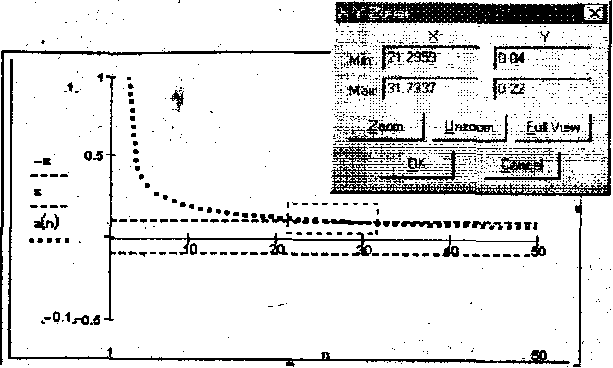 X Y
Min 21.2959 0.04
Max 31.7337 0.22
Zoom Unzoom Full View
OK Cancel
1. 1
0.5
-ε
ε
a(n)
10 20 30 40 50
-0.1 -0.5
1 n 50